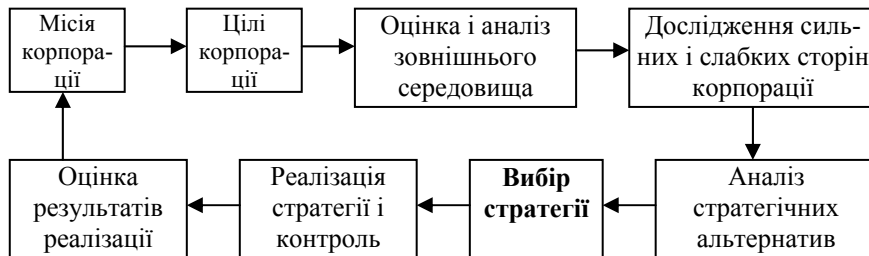 Місія
корпора-
ції
Цілі
корпора-
ції
Оцінка і аналіз
зовнішнього
середовища
Дослідження силь-
них і слабких сторін
корпорації
Оцінка
результатів
реалізації
Реалізація
стратегії і
контроль
Вибір
стратегії
Аналіз
стратегічних
альтернатив